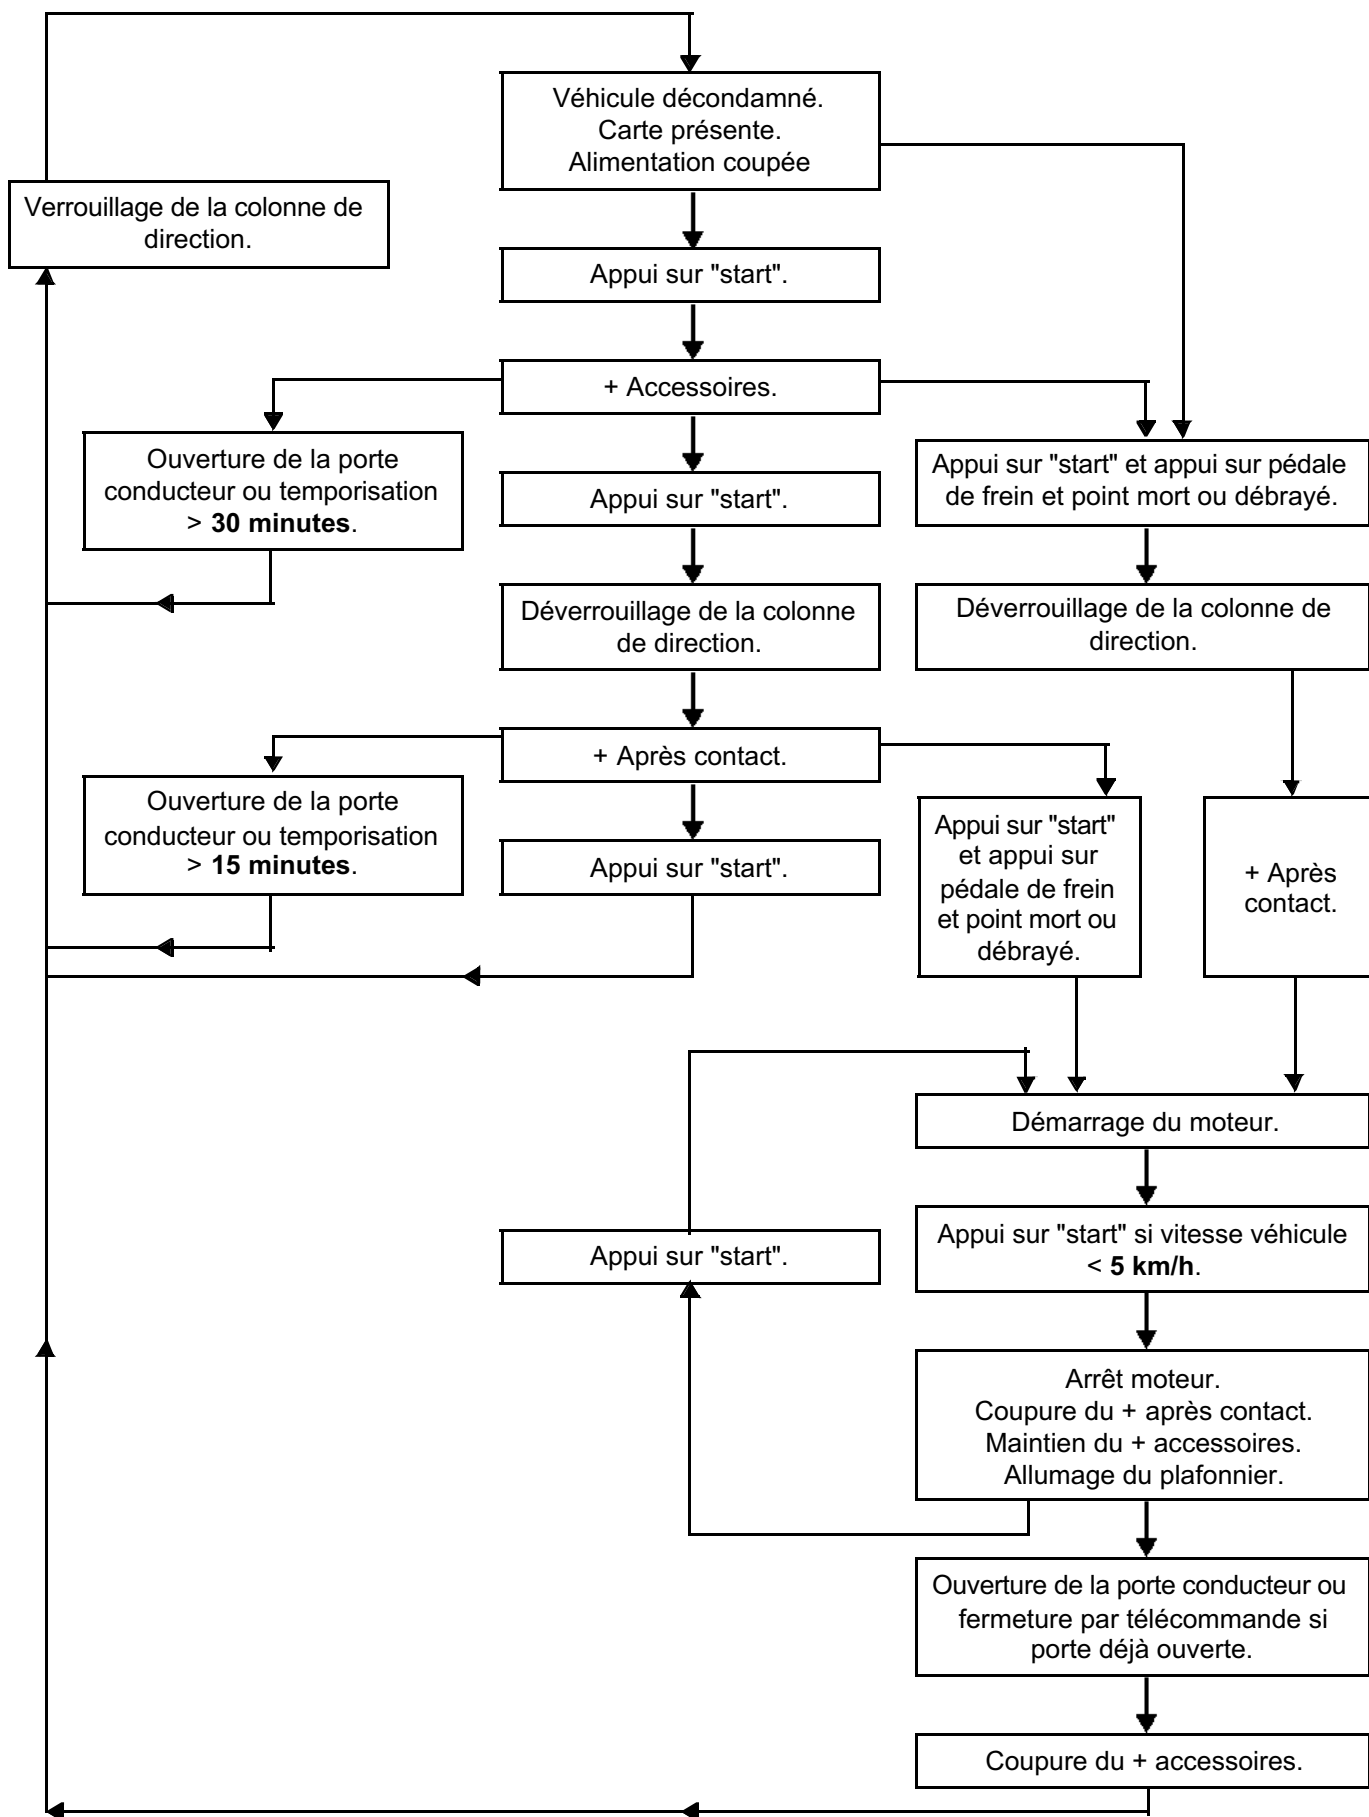 Véhicule décondamné.
Carte présente.
Alimentation coupée
Verrouillage de la colonne de
direction.
Appui sur "start".
+ Accessoires.
Ouverture de la porte
conducteur ou temporisation
> 30 minutes.
Appui sur "start".
Appui sur "start" et appui sur pédale
de frein et point mort ou débrayé.
Déverrouillage de la colonne
de direction.
Déverrouillage de la colonne de
direction.
+ Après contact.
Ouverture de la porte
conducteur ou temporisation
> 15 minutes.
Appui sur "start".
Appui sur "start"
et appui sur
pédale de frein
et point mort ou
débrayé.
+ Après
contact.
Démarrage du moteur.
Appui sur "start".
Appui sur "start" si vitesse véhicule
< 5 km/h.
Arrêt moteur.
Coupure du + après contact.
Maintien du + accessoires.
Allumage du plafonnier.
Ouverture de la porte conducteur ou
fermeture par télécommande si
porte déjà ouverte.
Coupure du + accessoires.